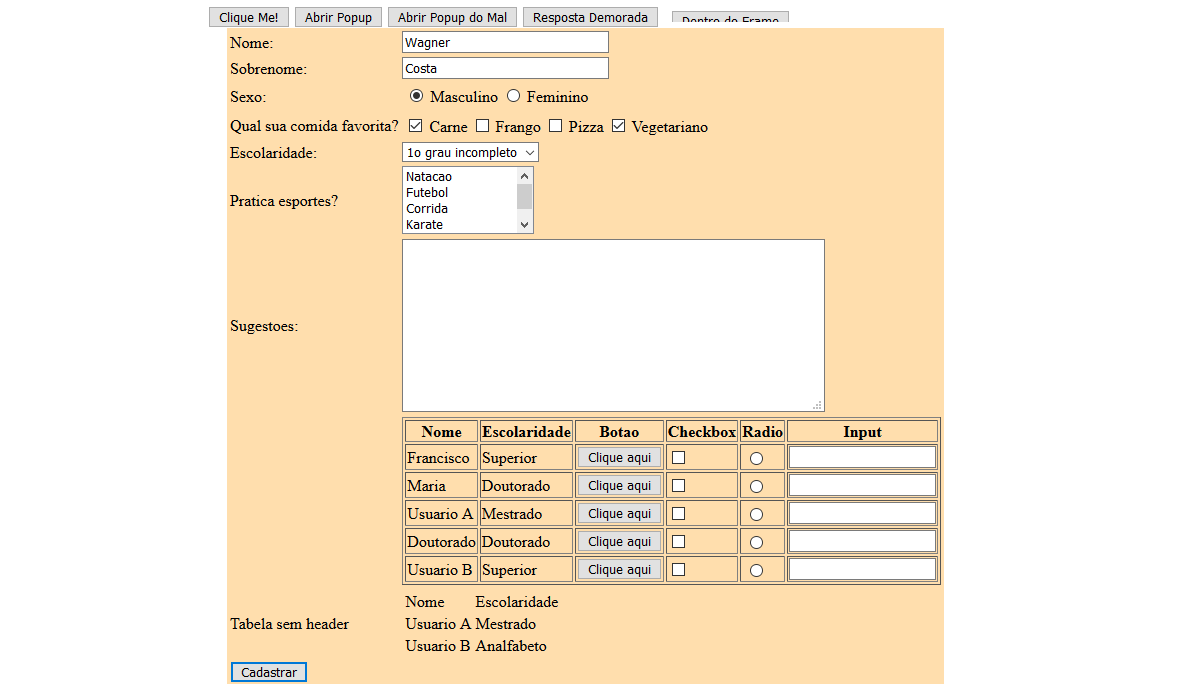 Clique Me! Abrir Popup Abrir Popup do Mal Resposta Demorada Dentro do Frame
Nome: Wagner
Sobrenome: Costa
Sexo: Masculino Feminino
Qual sua comida favorita? Carne Frango Pizza Vegetariano
Escolaridade: 1o grau incompleto
Pratica esportes?
Natacao
Futebol
Corrida
Karate
Sugestoes:
Nome Escolaridade Botao Checkbox Radio Input
Francisco Superior Clique aqui
Maria Doutorado Clique aqui
Usuario A Mestrado Clique aqui
Doutorado Doutorado Clique aqui
Usuario B Superior Clique aqui
Tabela sem header
Nome Escolaridade
Usuario A Mestrado
Usuario B Analfabeto
Cadastrar